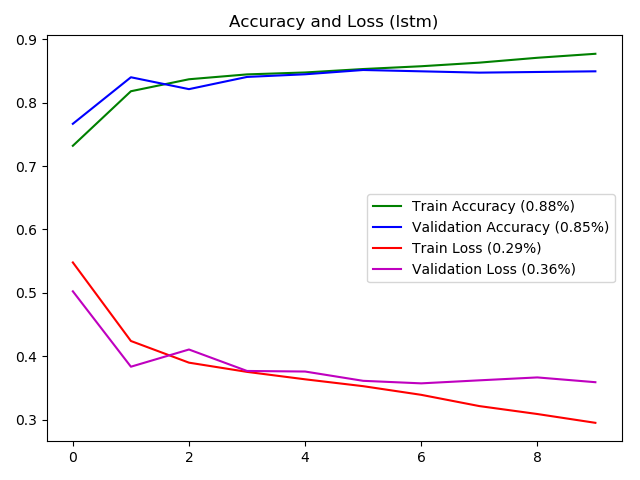 Accuracy and Loss (lstm)
0.9
0.8
0.7
0.6
0.5
0.4
0.3
Train Accuracy (0.88%)
Validation Accuracy (0.85%)
Train Loss (0.29%)
Validation Loss (0.36%)
0 2 4 6 8